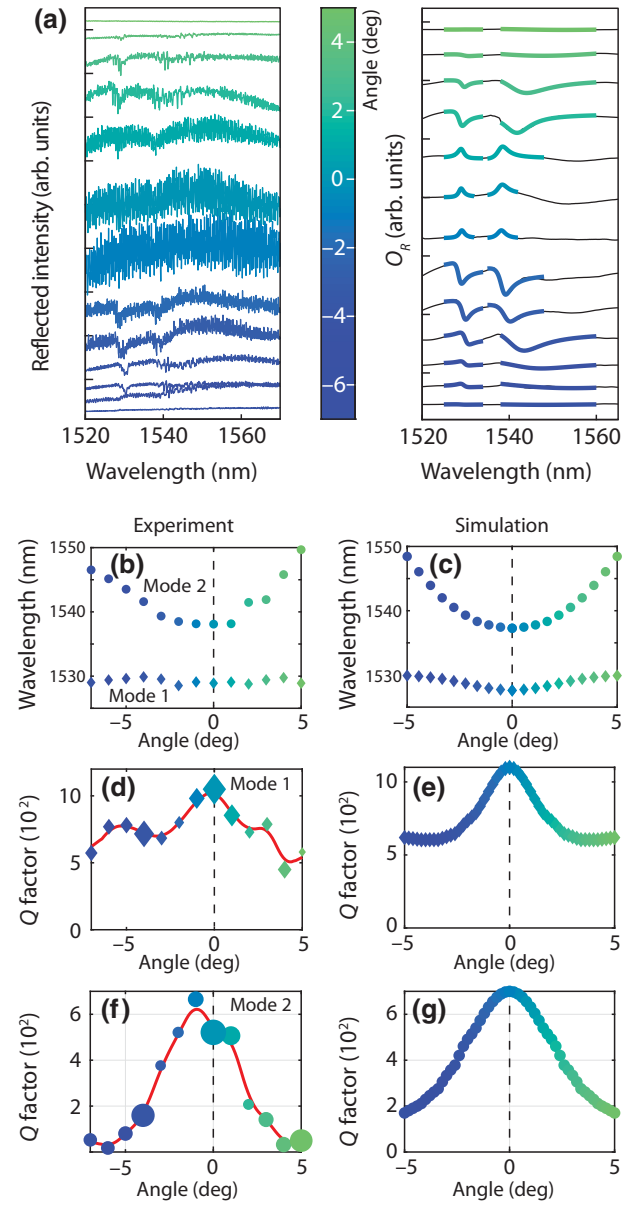 (a)
Reflected intensity (arb. units)
1520 1540 1560
Wavelength (nm)
4
2
0
−2
−4
−6
Angle (deg)
O_R (arb. units)
1520 1540 1560
Wavelength (nm)
Experiment
Simulation
(b)
Wavelength (nm)
1550
1540
1530
Mode 2
Mode 1
−5 0 5
Angle (deg)
(c)
Wavelength (nm)
1550
1540
1530
−5 0 5
Angle (deg)
(d)
Mode 1
Q factor (10²)
10
5
0
−5 0 5
Angle (deg)
(e)
Q factor (10²)
10
5
0
−5 0 5
Angle (deg)
(f)
Mode 2
Q factor (10²)
6
4
2
−5 0 5
Angle (deg)
(g)
Q factor (10²)
6
4
2
0
−5 0 5
Angle (deg)